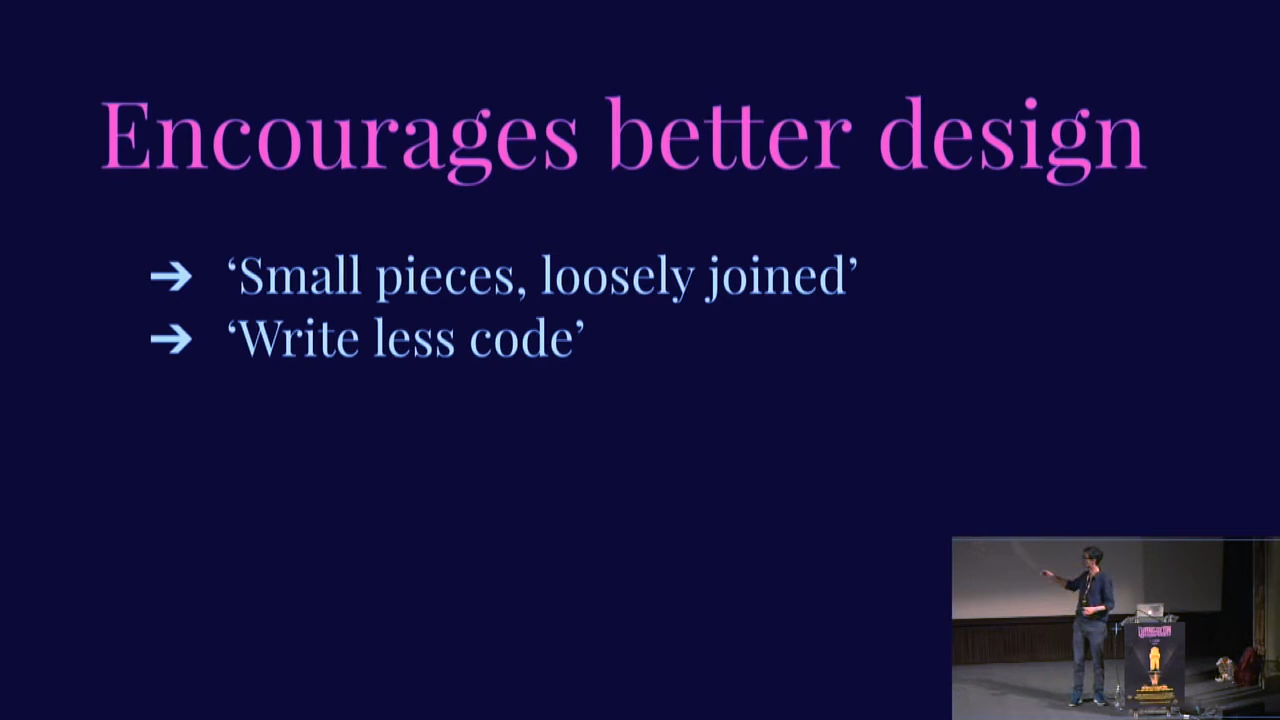 Encourages better design
➔ ‘Small pieces, loosely joined’
➔ ‘Write less code’